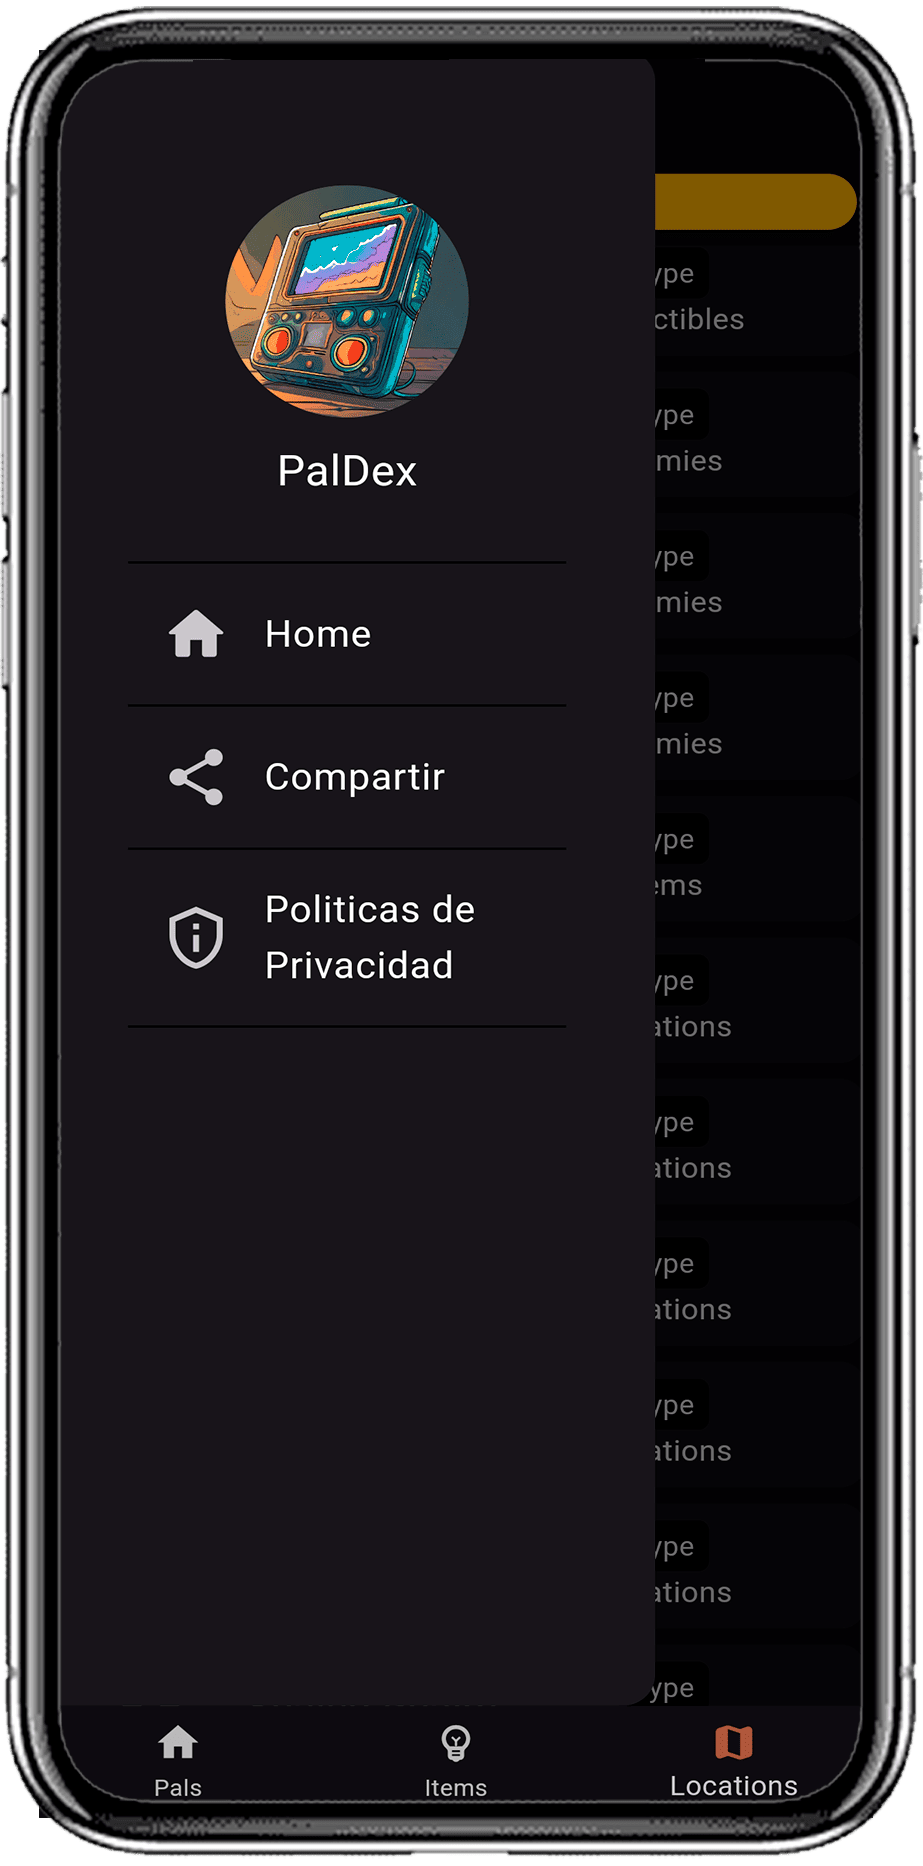 PalDex
Home
Compartir
Politicas de
Privacidad
ype
ctibles
ype
mies
ype
mies
ype
mies
ype
ems
ype
ations
ype
ations
ype
ations
ype
ations
ype
ations
ype
Pals
Items
Locations